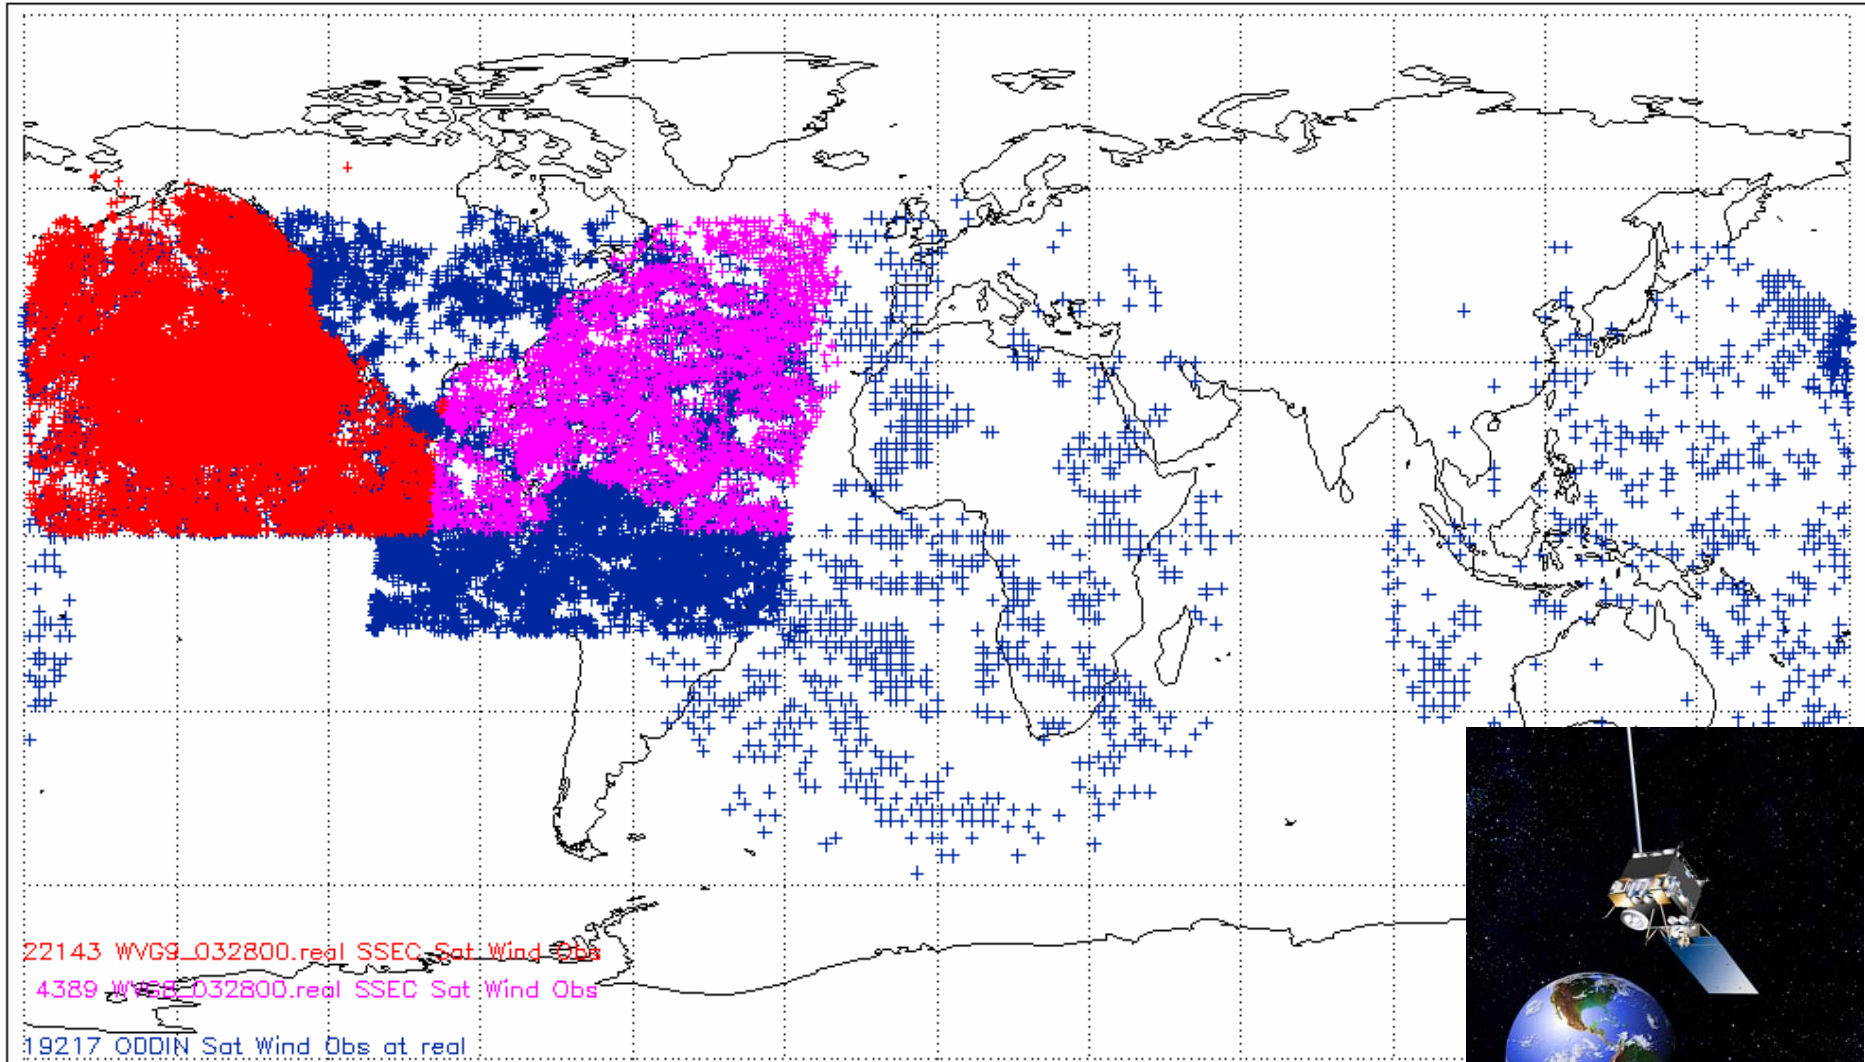 22143 WVG9_032800.real SSEC Sat Wind Obs
4389 WVG8_032800.real SSEC Sat Wind Obs
19217 ODDIN Sat Wind Obs at real